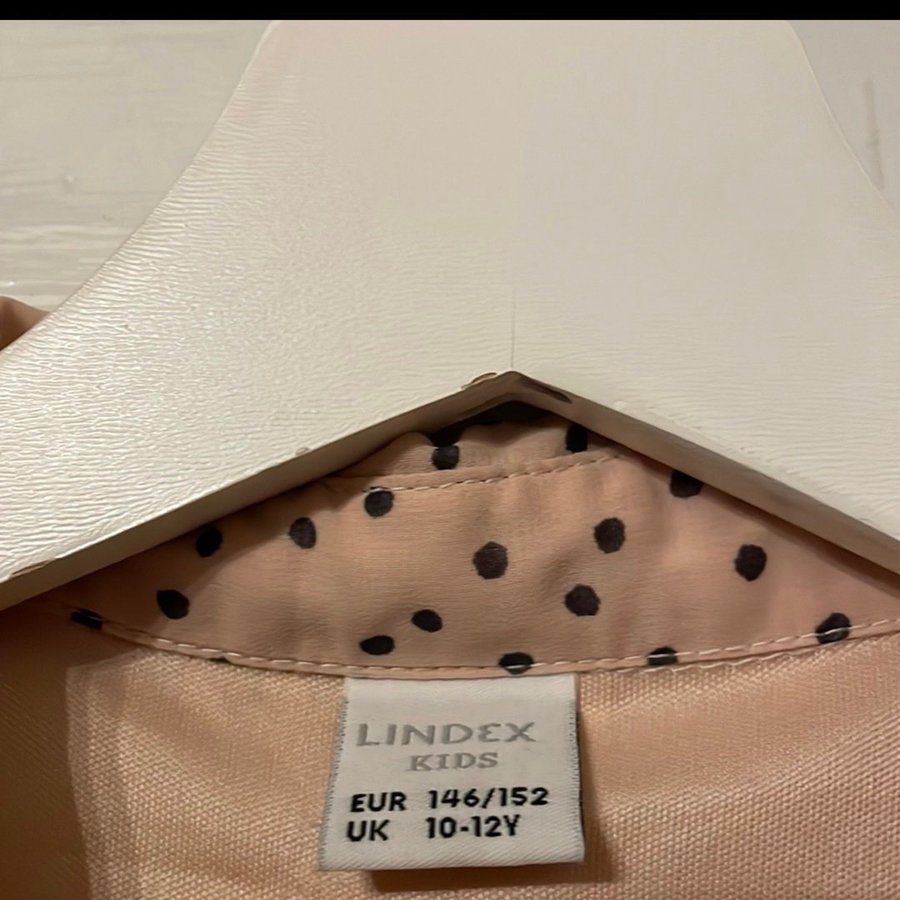 LINDEX
KIDS
EUR 146/152
UK 10-12Y